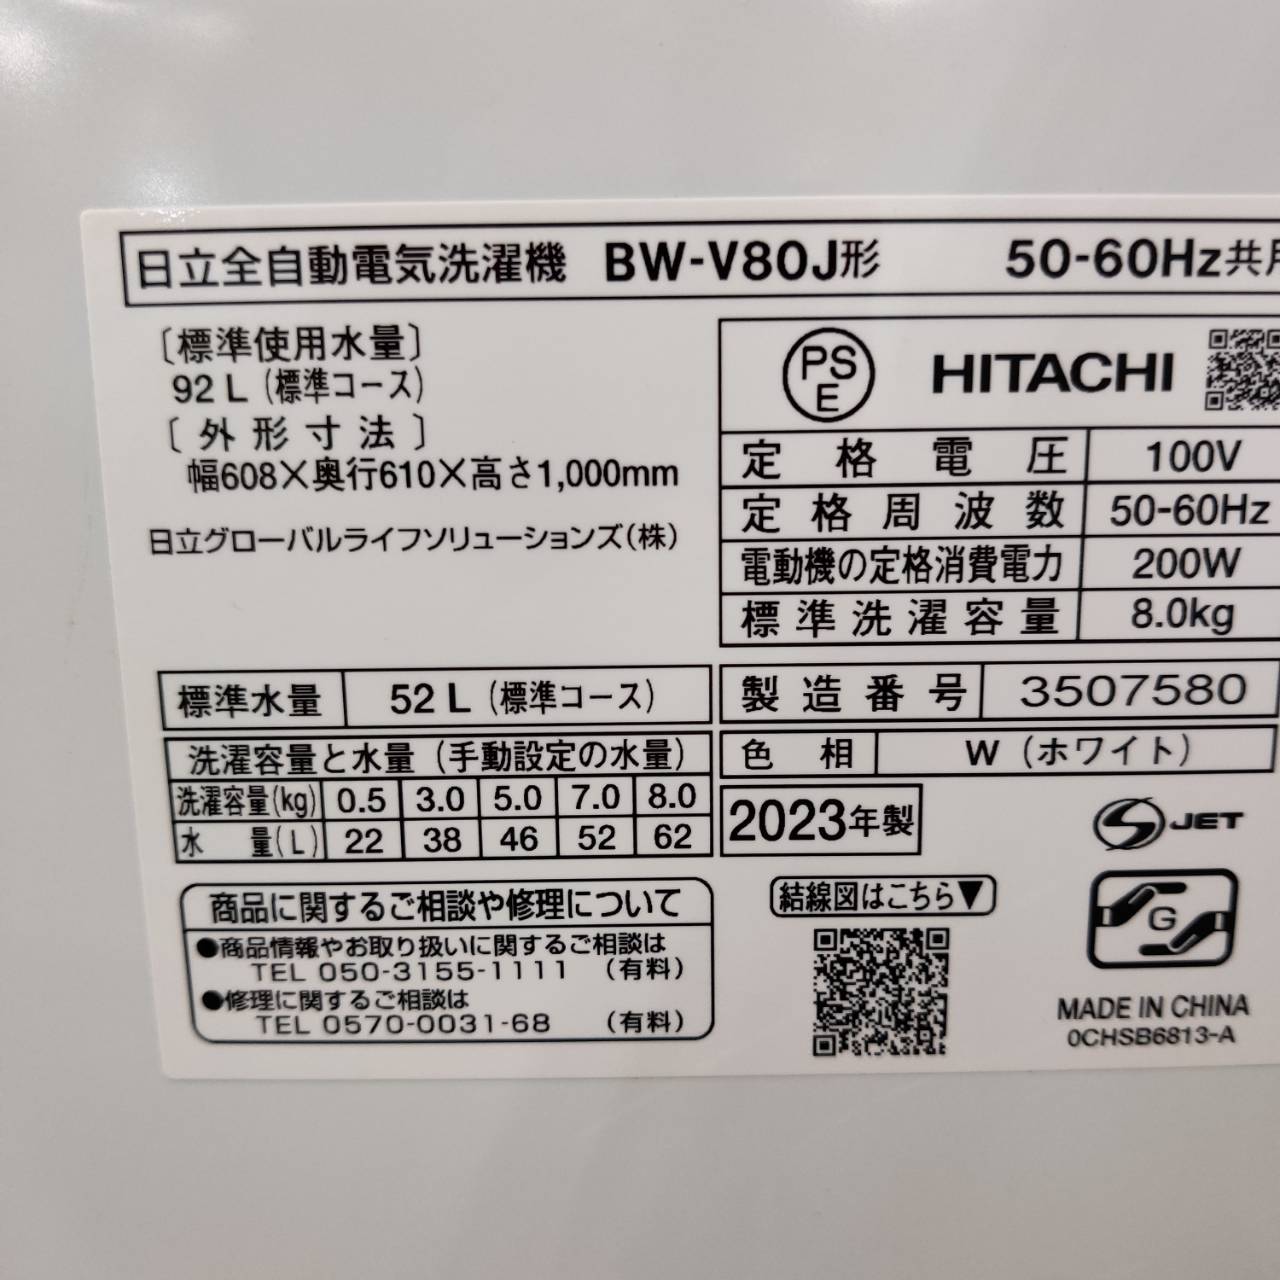 日立全自動電気洗濯機 BW-V80J形 50-60Hz共用
〔標準使用水量〕
92 L (標準コース)
〔外形寸法〕
幅608×奥行610×高さ1,000mm
日立グローバルライフソリューションズ(株)
PS
E
HITACHI
定格電圧 100V
定格周波数 50-60Hz
電動機の定格消費電力 200W
標準洗濯容量 8.0kg
標準水量 52 L (標準コース)
製造番号 3507580
洗濯容量と水量 (手動設定の水量)
洗濯容量(kg) 0.5 3.0 5.0 7.0 8.0
水量(L) 22 38 46 52 62
色相 W (ホワイト)
2023年製
S JET
商品に関するご相談や修理について
●商品情報やお取り扱いに関するご相談は
TEL 050-3155-1111 (有料)
●修理に関するご相談は
TEL 0570-0031-68 (有料)
結線図はこちら▼
G
MADE IN CHINA
0CHSB6813-A